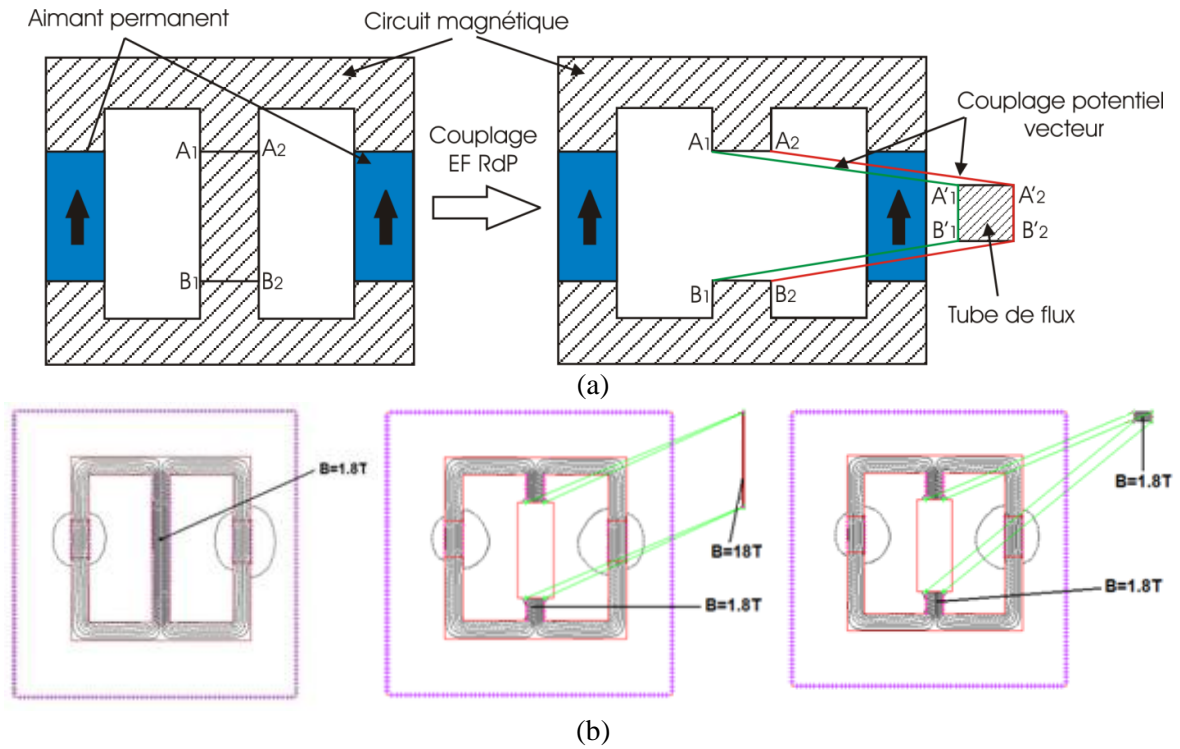 Aimant permanent
Circuit magnétique
A1
A2
B1
B2
Couplage
EF RdP
A1
A2
B1
B2
Couplage potentiel
vecteur
A'1
A'2
B'1
B'2
Tube de flux
(a)
B=1.8T
B=18T
B=1.8T
B=1.8T
B=1.8T
(b)